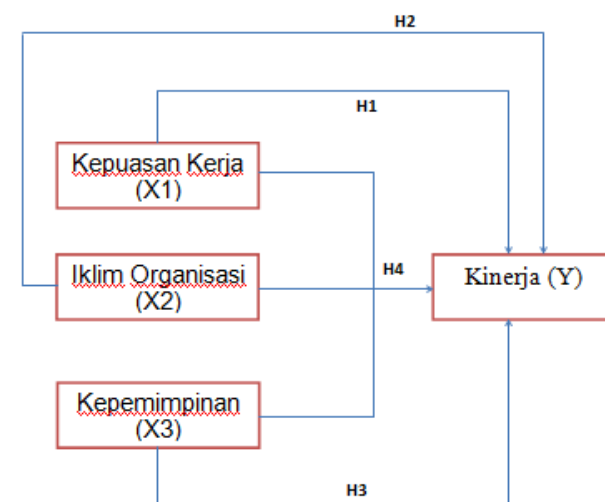 H2
H1
Kepuasan Kerja
(X1)
Iklim Organisasi
(X2)
H4
Kinerja (Y)
Kepemimpinan
(X3)
H3